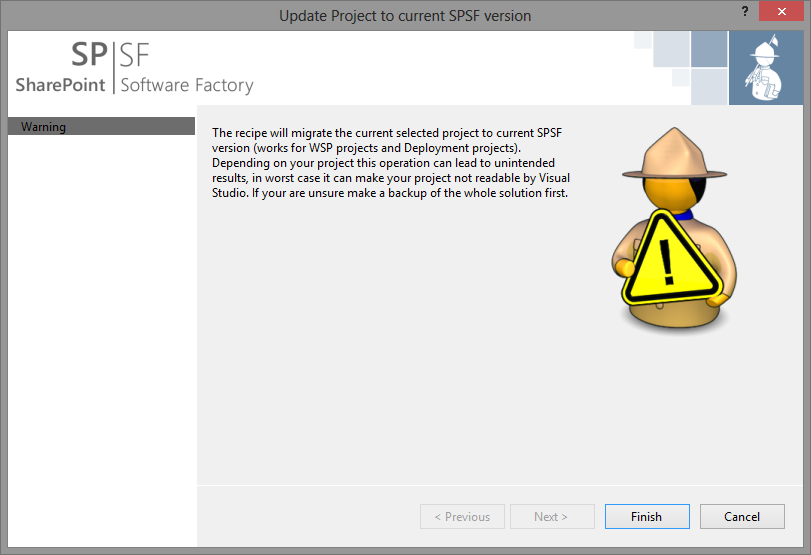 Update Project to current SPSF version
?
SP|SF
SharePoint Software Factory
Warning
The recipe will migrate the current selected project to current SPSF
version (works for WSP projects and Deployment projects).
Depending on your project this operation can lead to unintended
results, in worst case it can make your project not readable by Visual
Studio. If your are unsure make a backup of the whole solution first.
!
< Previous
Next >
Finish
Cancel